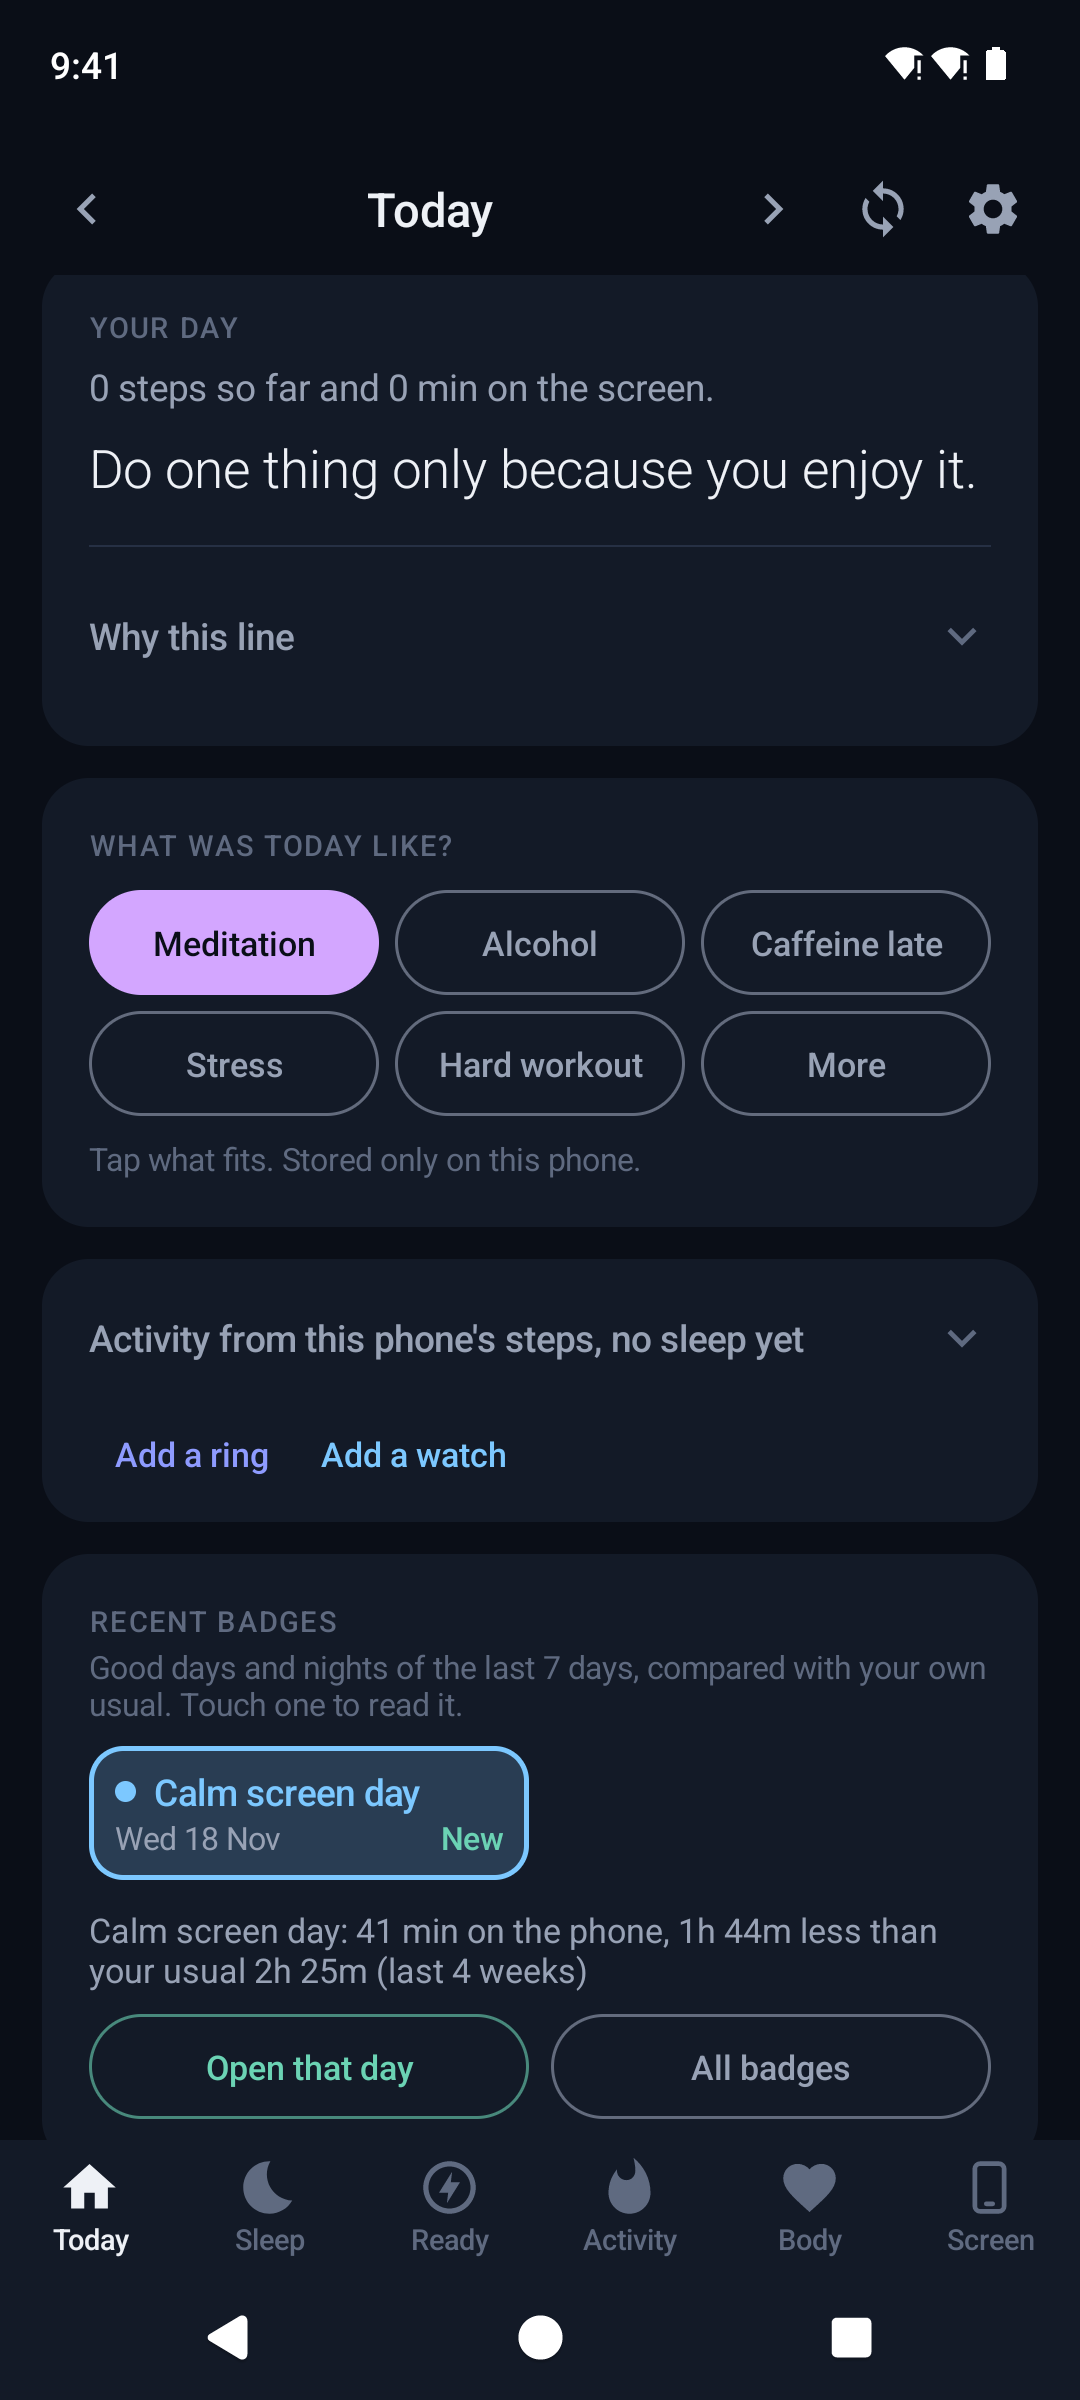 9:41
Today
YOUR DAY
0 steps so far and 0 min on the screen.
Do one thing only because you enjoy it.
Why this line
WHAT WAS TODAY LIKE?
Meditation
Alcohol
Caffeine late
Stress
Hard workout
More
Tap what fits. Stored only on this phone.
Activity from this phone's steps, no sleep yet
Add a ring
Add a watch
RECENT BADGES
Good days and nights of the last 7 days, compared with your own
usual. Touch one to read it.
Calm screen day
Wed 18 Nov
New
Calm screen day: 41 min on the phone, 1h 44m less than
your usual 2h 25m (last 4 weeks)
Open that day
All badges
Today
Sleep
Ready
Activity
Body
Screen